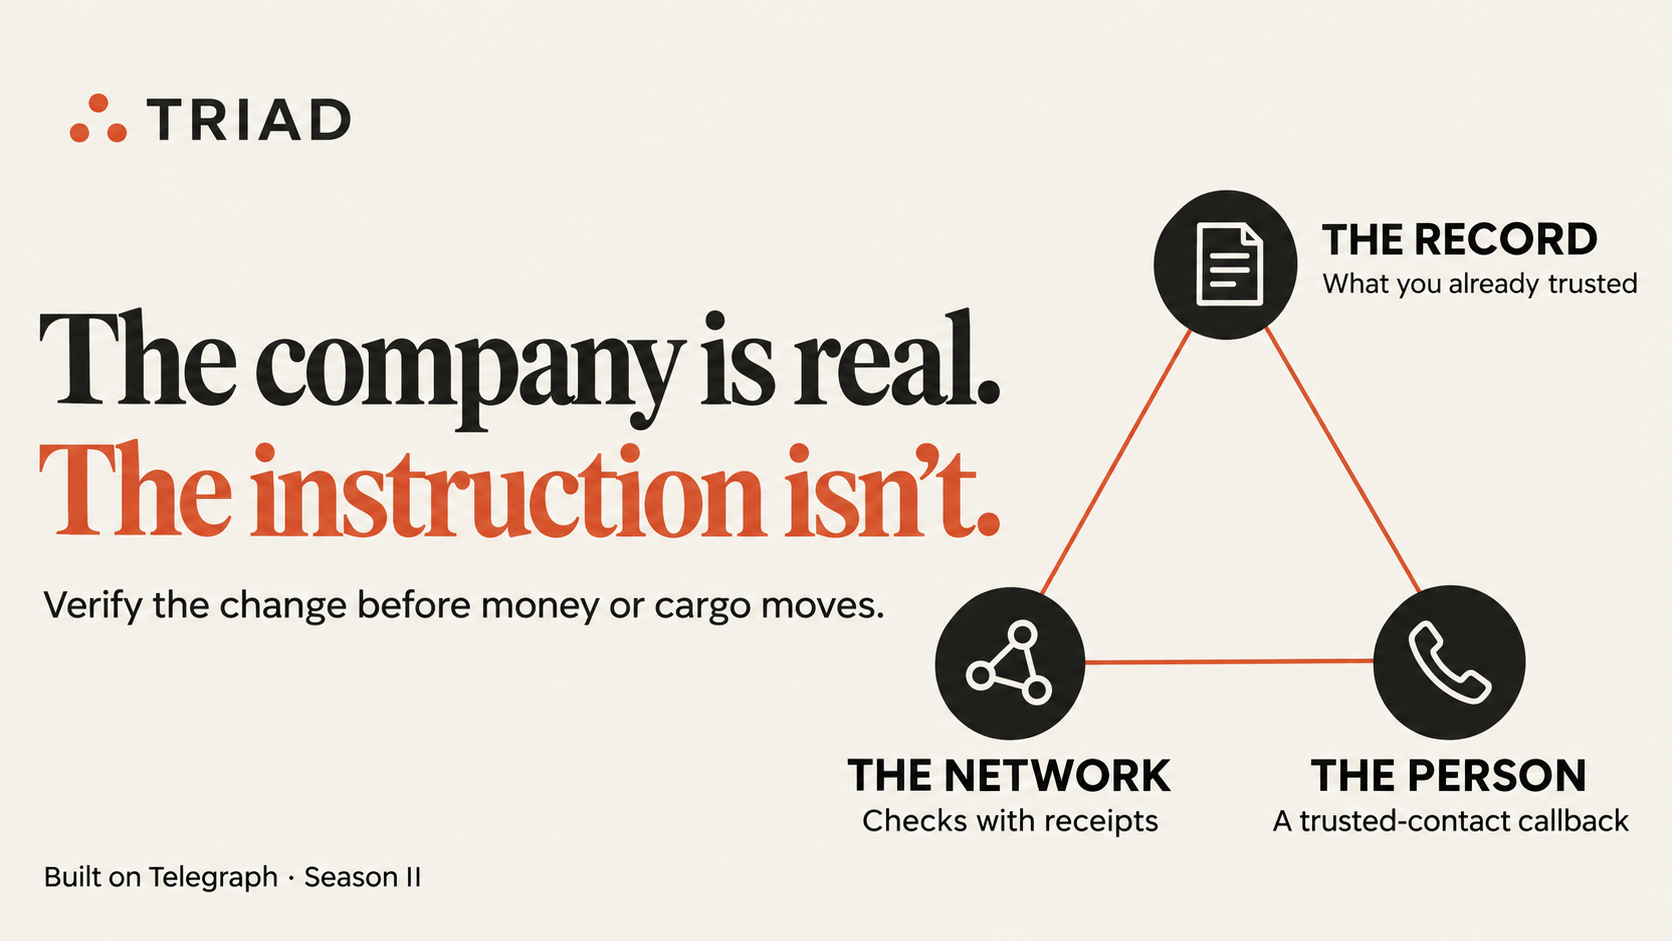 TRIAD
The company is real.
The instruction isn't.
Verify the change before money or cargo moves.
THE RECORD
What you already trusted
THE NETWORK
Checks with receipts
THE PERSON
A trusted-contact callback
Built on Telegraph · Season II